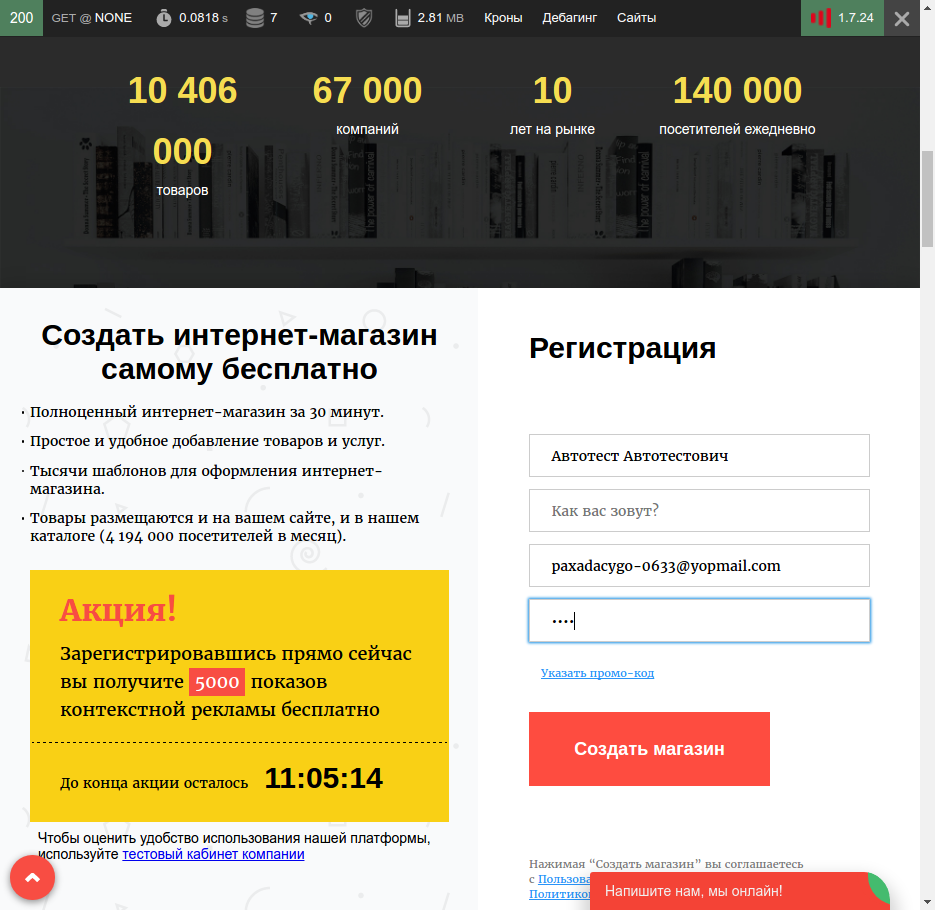 200 GET @ NONE 0.0818 s 7 0 2.81 MB Кроны Дебагинг Сайты 1.7.24
10 406 000
товаров
67 000
компаний
10
лет на рынке
140 000
посетителей ежедневно
Создать интернет-магазин
самому бесплатно
· Полноценный интернет-магазин за 30 минут.
· Простое и удобное добавление товаров и услуг.
· Тысячи шаблонов для оформления интернет-
магазина.
· Товары размещаются и на вашем сайте, и в нашем
каталоге (4 194 000 посетителей в месяц).
Акция!
Зарегистрировавшись прямо сейчас
вы получите 5000 показов
контекстной рекламы бесплатно
До конца акции осталось 11:05:14
Чтобы оценить удобство использования нашей платформы,
используйте тестовый кабинет компании
Регистрация
Автотест Автотестович
Как вас зовут?
paxadacygo-0633@yopmail.com
••••
Указать промо-код
Создать магазин
Нажимая “Создать магазин” вы соглашаетесь
с Пользова
Политикой
Напишите нам, мы онлайн!